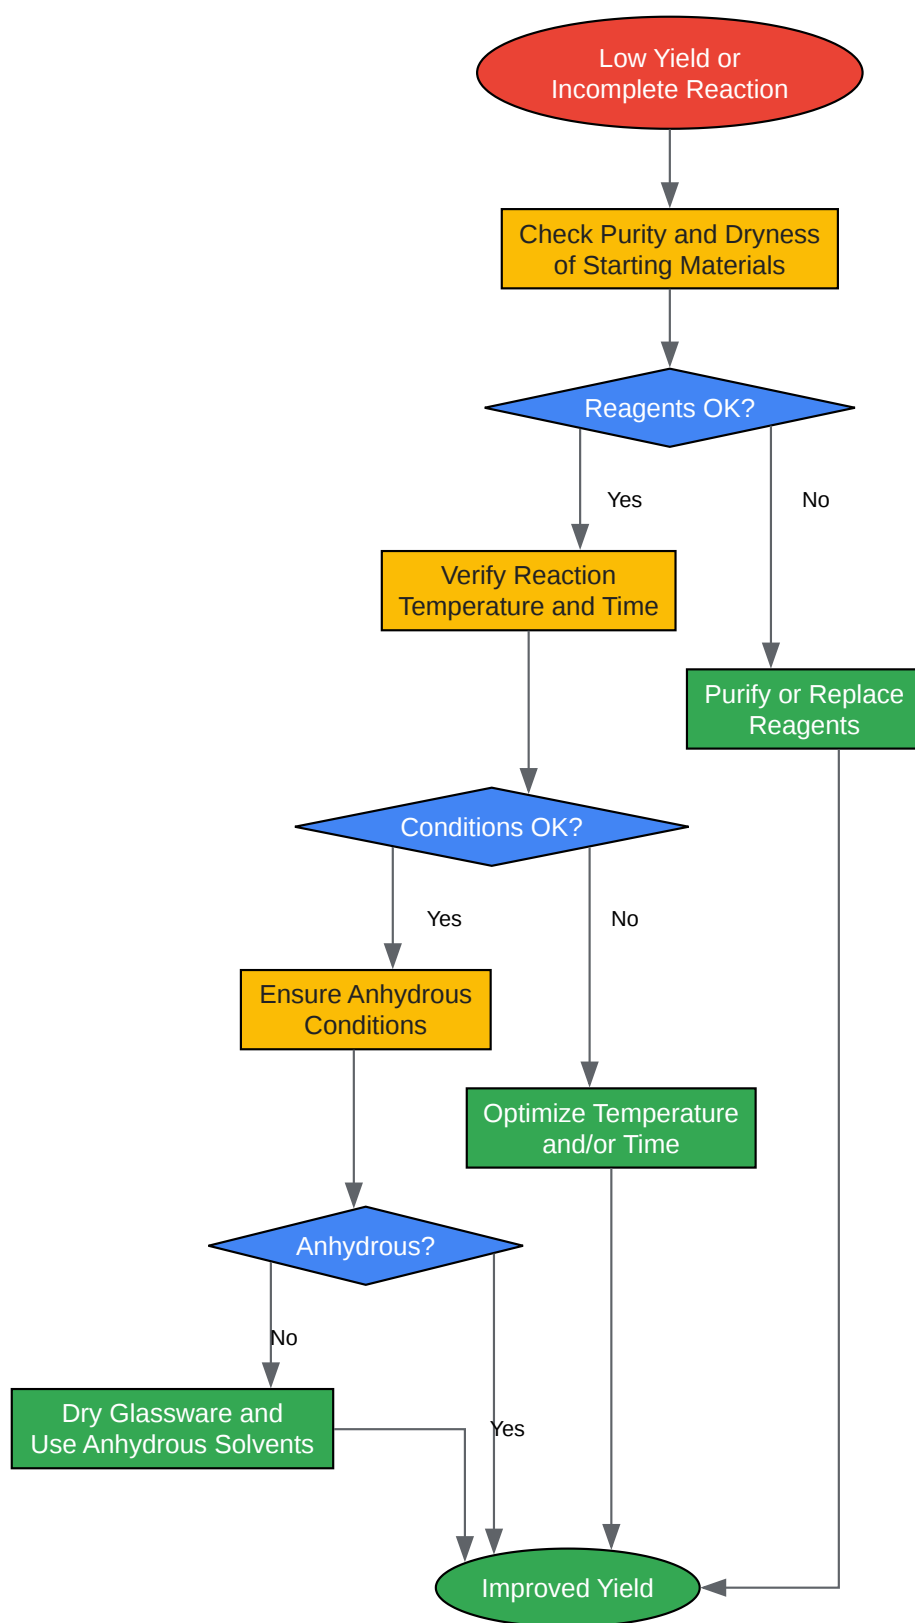 Low Yield or
Incomplete Reaction
Check Purity and Dryness
of Starting Materials
Reagents OK?
Yes
No
Verify Reaction
Temperature and Time
Purify or Replace
Reagents
Conditions OK?
Yes
No
Ensure Anhydrous
Conditions
Optimize Temperature
and/or Time
Anhydrous?
No
Dry Glassware and
Use Anhydrous Solvents
Yes
Improved Yield